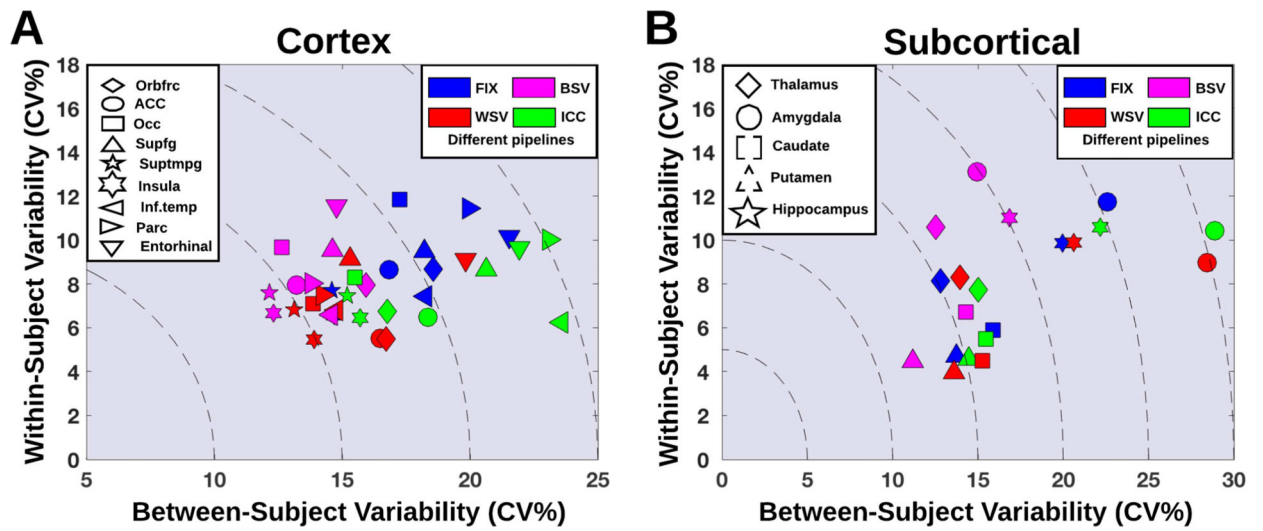 A
Cortex
Within-Subject Variability (CV%)
18
16
14
12
10
8
6
4
2
0
5
10
15
20
25
Between-Subject Variability (CV%)
Orbfrc
ACC
Occ
Supfg
Suptmpg
Insula
Inf.temp
Parc
Entorhinal
FIX
BSV
WSV
ICC
Different pipelines
B
Subcortical
Within-Subject Variability (CV%)
18
16
14
12
10
8
6
4
2
0
0
5
10
15
20
25
30
Between-Subject Variability (CV%)
Thalamus
Amygdala
Caudate
Putamen
Hippocampus
FIX
BSV
WSV
ICC
Different pipelines